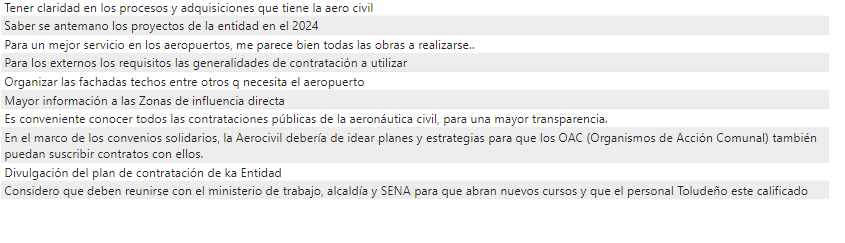 Tener claridad en los procesos y adquisiciones que tiene la aero civil
Saber se antemano los proyectos de la entidad en el 2024
Para un mejor servicio en los aeropuertos, me parece bien todas las obras a realizarse..
Para los externos los requisitos las generalidades de contratación a utilizar
Organizar las fachadas techos entre otros q necesita el aeropuerto
Mayor información a las Zonas de influencia directa
Es conveniente conocer todos las contrataciones públicas de la aeronáutica civil, para una mayor transparencia.
En el marco de los convenios solidarios, la Aerocivil debería de idear planes y estrategias para que los OAC (Organismos de Acción Comunal) también
puedan suscribir contratos con ellos.
Divulgación del plan de contratación de ka Entidad
Considero que deben reunirse con el ministerio de trabajo, alcaldía y SENA para que abran nuevos cursos y que el personal Toludeño este calificado